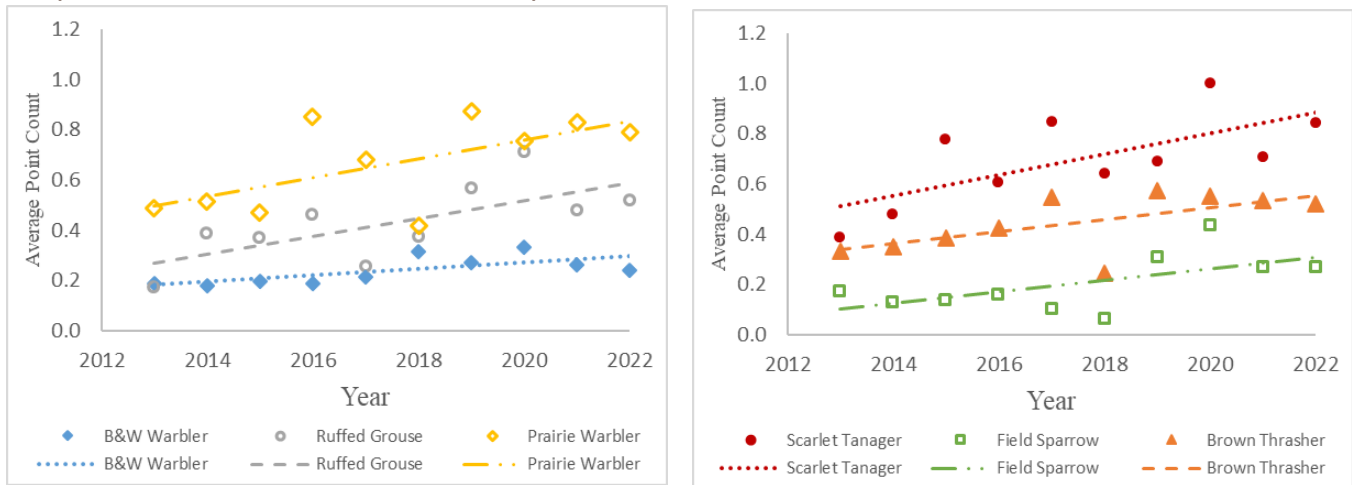 1.2
1.0
0.8
0.6
0.4
0.2
0.0
Average Point Count
2012 2014 2016 2018 2020 2022
Year
B&W Warbler Ruffed Grouse Prairie Warbler
B&W Warbler Ruffed Grouse Prairie Warbler
1.2
1.0
0.8
0.6
0.4
0.2
0.0
Average Point Count
2012 2014 2016 2018 2020 2022
Year
Scarlet Tanager Field Sparrow Brown Thrasher
Scarlet Tanager Field Sparrow Brown Thrasher